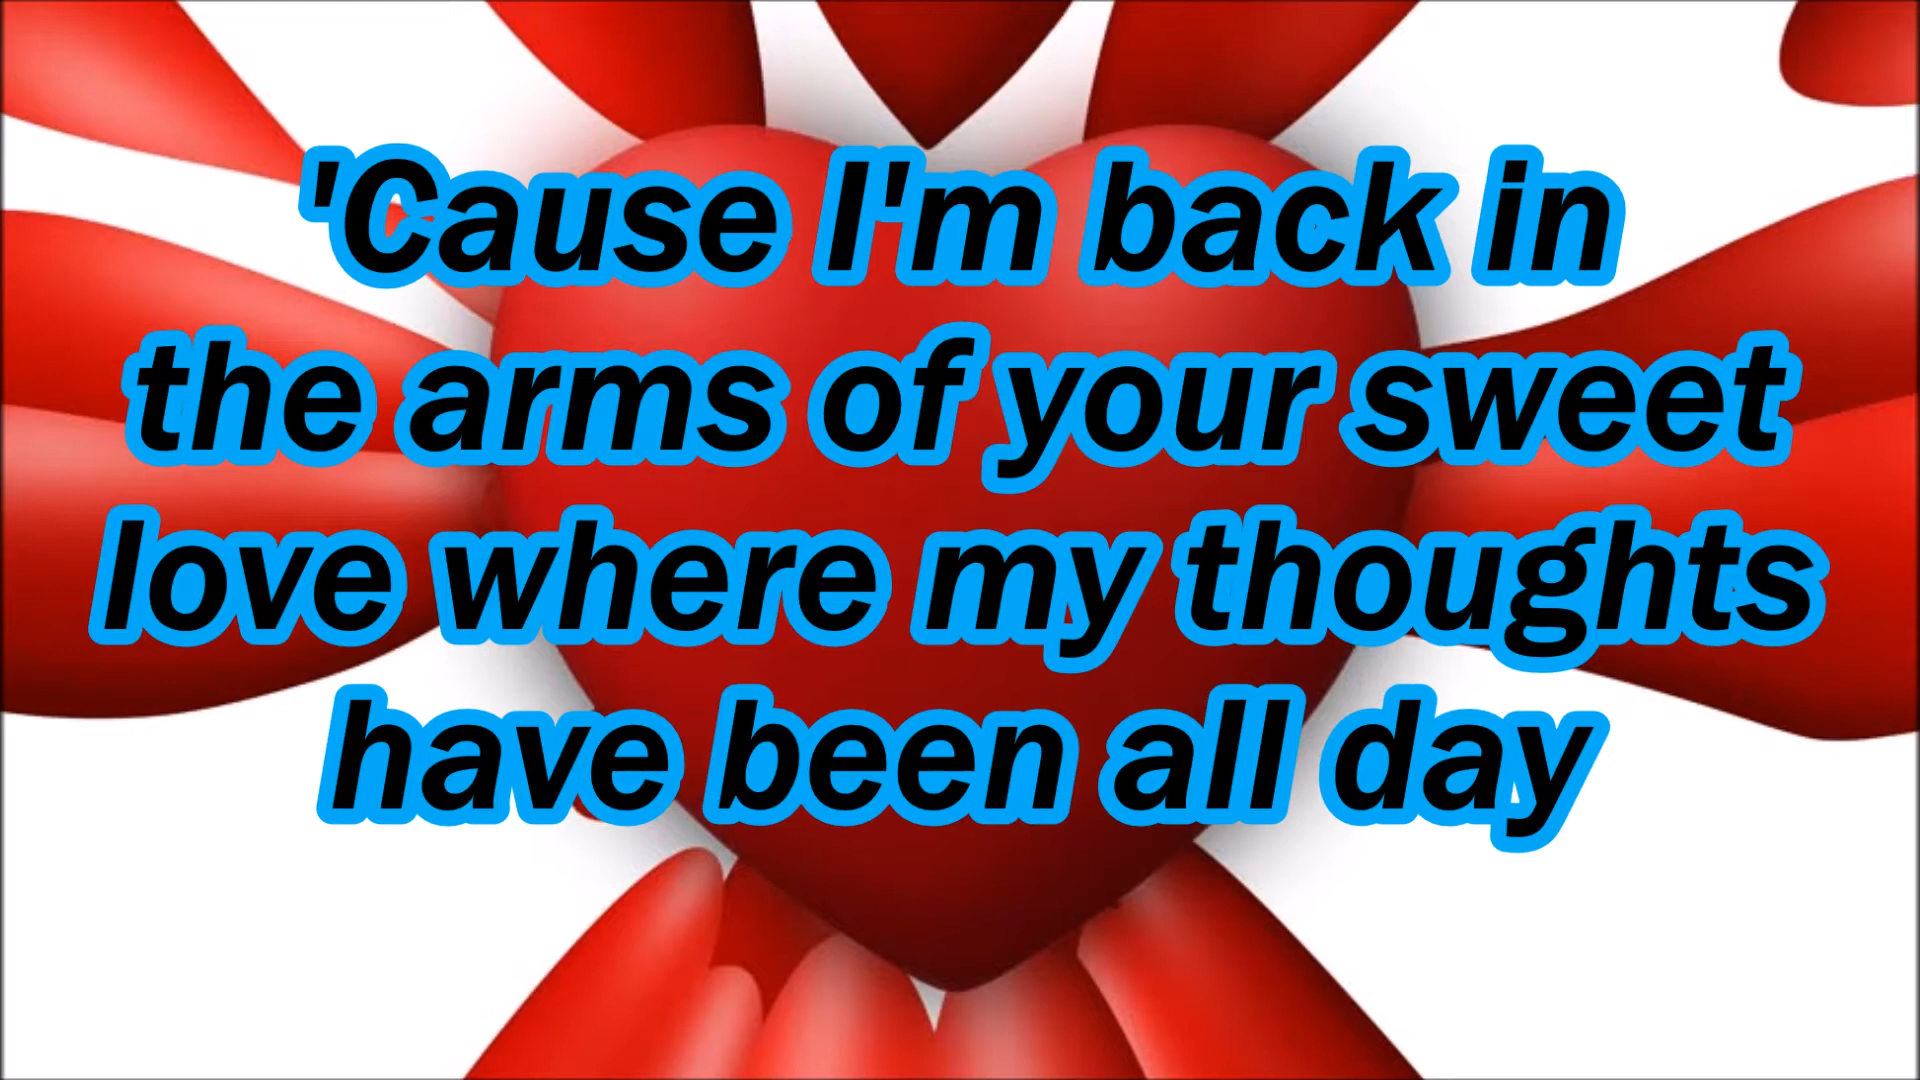 'Cause I'm back in
the arms of your sweet
love where my thoughts
have been all day